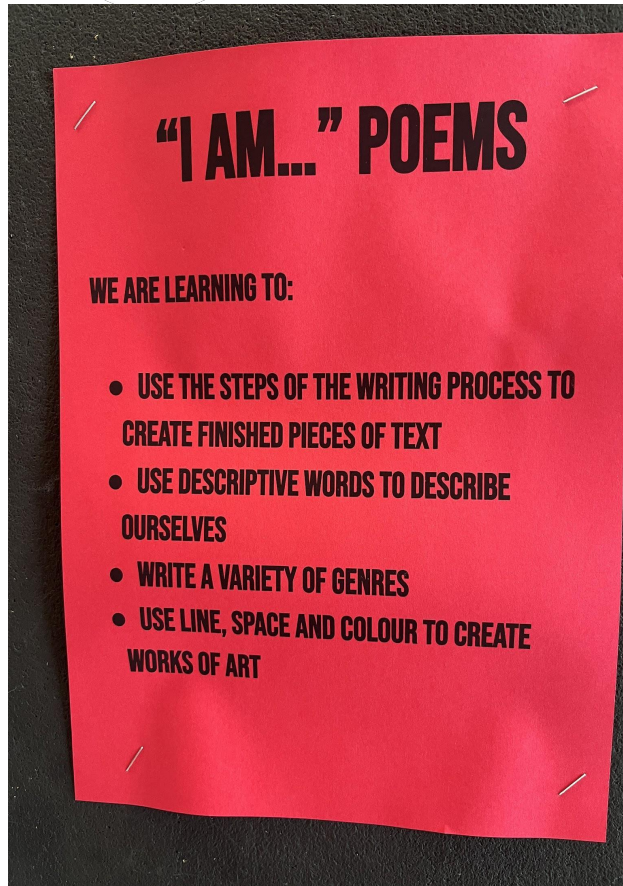 “I AM...” POEMS
WE ARE LEARNING TO:
● USE THE STEPS OF THE WRITING PROCESS TO
CREATE FINISHED PIECES OF TEXT
● USE DESCRIPTIVE WORDS TO DESCRIBE
OURSELVES
● WRITE A VARIETY OF GENRES
● USE LINE, SPACE AND COLOUR TO CREATE
WORKS OF ART